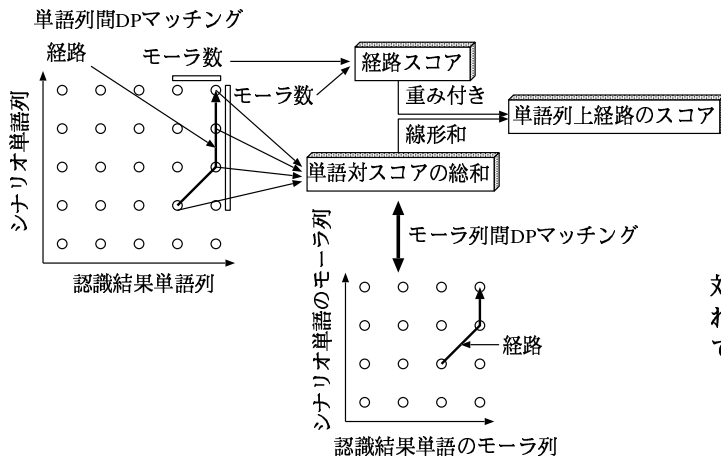 単語列間DPマッチング
経路
モーラ数
モーラ数
経路スコア
重み付き
線形和
単語列上経路のスコア
単語対スコアの総和
シナリオ単語列
認識結果単語列
モーラ列間DPマッチング
シナリオ単語のモーラ列
経路
認識結果単語のモーラ列